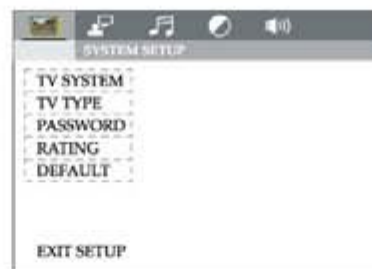 SYSTEM SETUP
TV SYSTEM
TV TYPE
PASSWORD
RATING
DEFAULT
EXIT SETUP